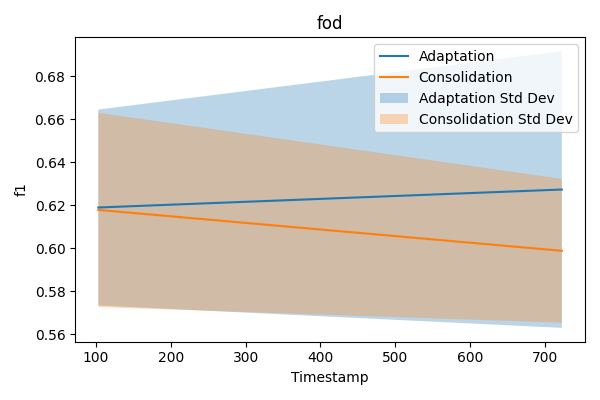 fod
Adaptation
Consolidation
Adaptation Std Dev
Consolidation Std Dev
f1
0.68
0.66
0.64
0.62
0.60
0.58
0.56
100 200 300 400 500 600 700
Timestamp